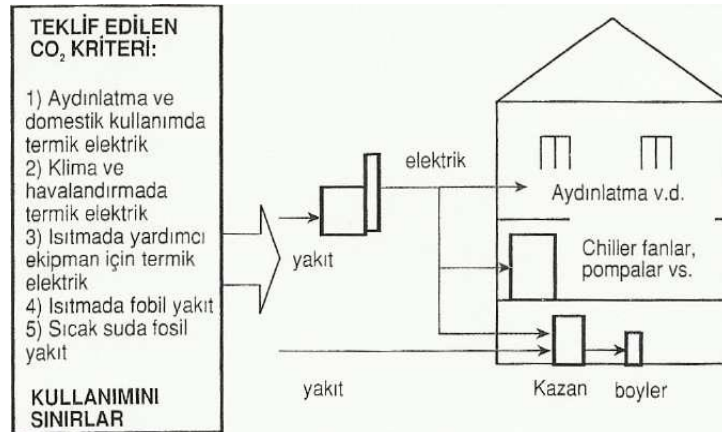 TEKLİF EDİLEN
CO₂ KRİTERİ:
1) Aydınlatma ve
domestik kullanımda
termik elektrik
2) Klima ve
havalandırmada
termik elektrik
3) Isıtmada yardımcı
ekipman için termik
elektrik
4) Isıtmada fobil yakıt
5) Sıcak suda fosil
yakıt
KULLANIMINI
SINIRLAR
elektrik
yakıt
yakıt
Aydınlatma v.d.
Chiller fanlar,
pompalar vs.
Kazan
boyler